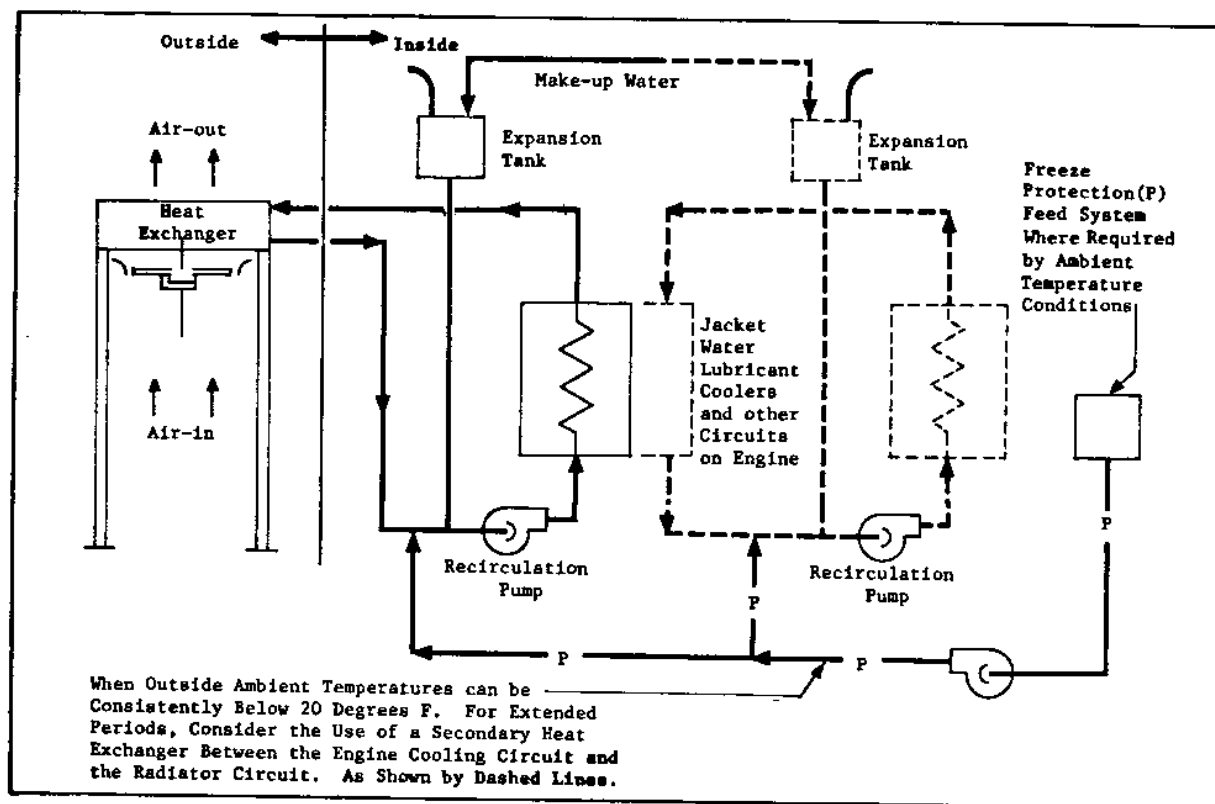 Outside
Inside
Make-up Water
Air-out
Expansion
Tank
Expansion
Tank
Freeze
Protection(P)
Feed System
Where Required
by Ambient
Temperature
Conditions
Heat
Exchanger
Jacket
Water
Lubricant
Coolers
and other
Circuits
on Engine
Air-in
P
Recirculation
Pump
Recirculation
Pump
P
P
P
When Outside Ambient Temperatures can be
Consistently Below 20 Degrees F. For Extended
Periods, Consider the Use of a Secondary Heat
Exchanger Between the Engine Cooling Circuit and
the Radiator Circuit. As Shown by Dashed Lines.